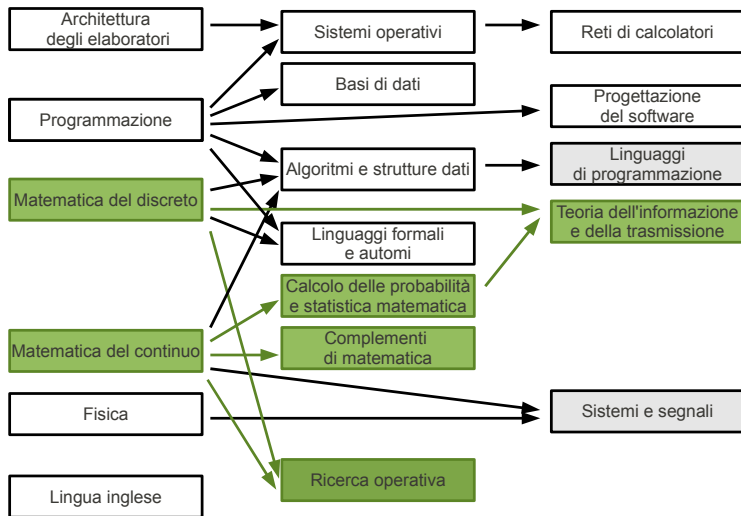 Architettura
degli elaboratori
Sistemi operativi
Reti di calcolatori
Basi di dati
Programmazione
Progettazione
del software
Algoritmi e strutture dati
Linguaggi
di programmazione
Matematica del discreto
Teoria dell'informazione
e della trasmissione
Linguaggi formali
e automi
Calcolo delle probabilità
e statistica matematica
Matematica del continuo
Complementi
di matematica
Fisica
Sistemi e segnali
Ricerca operativa
Lingua inglese